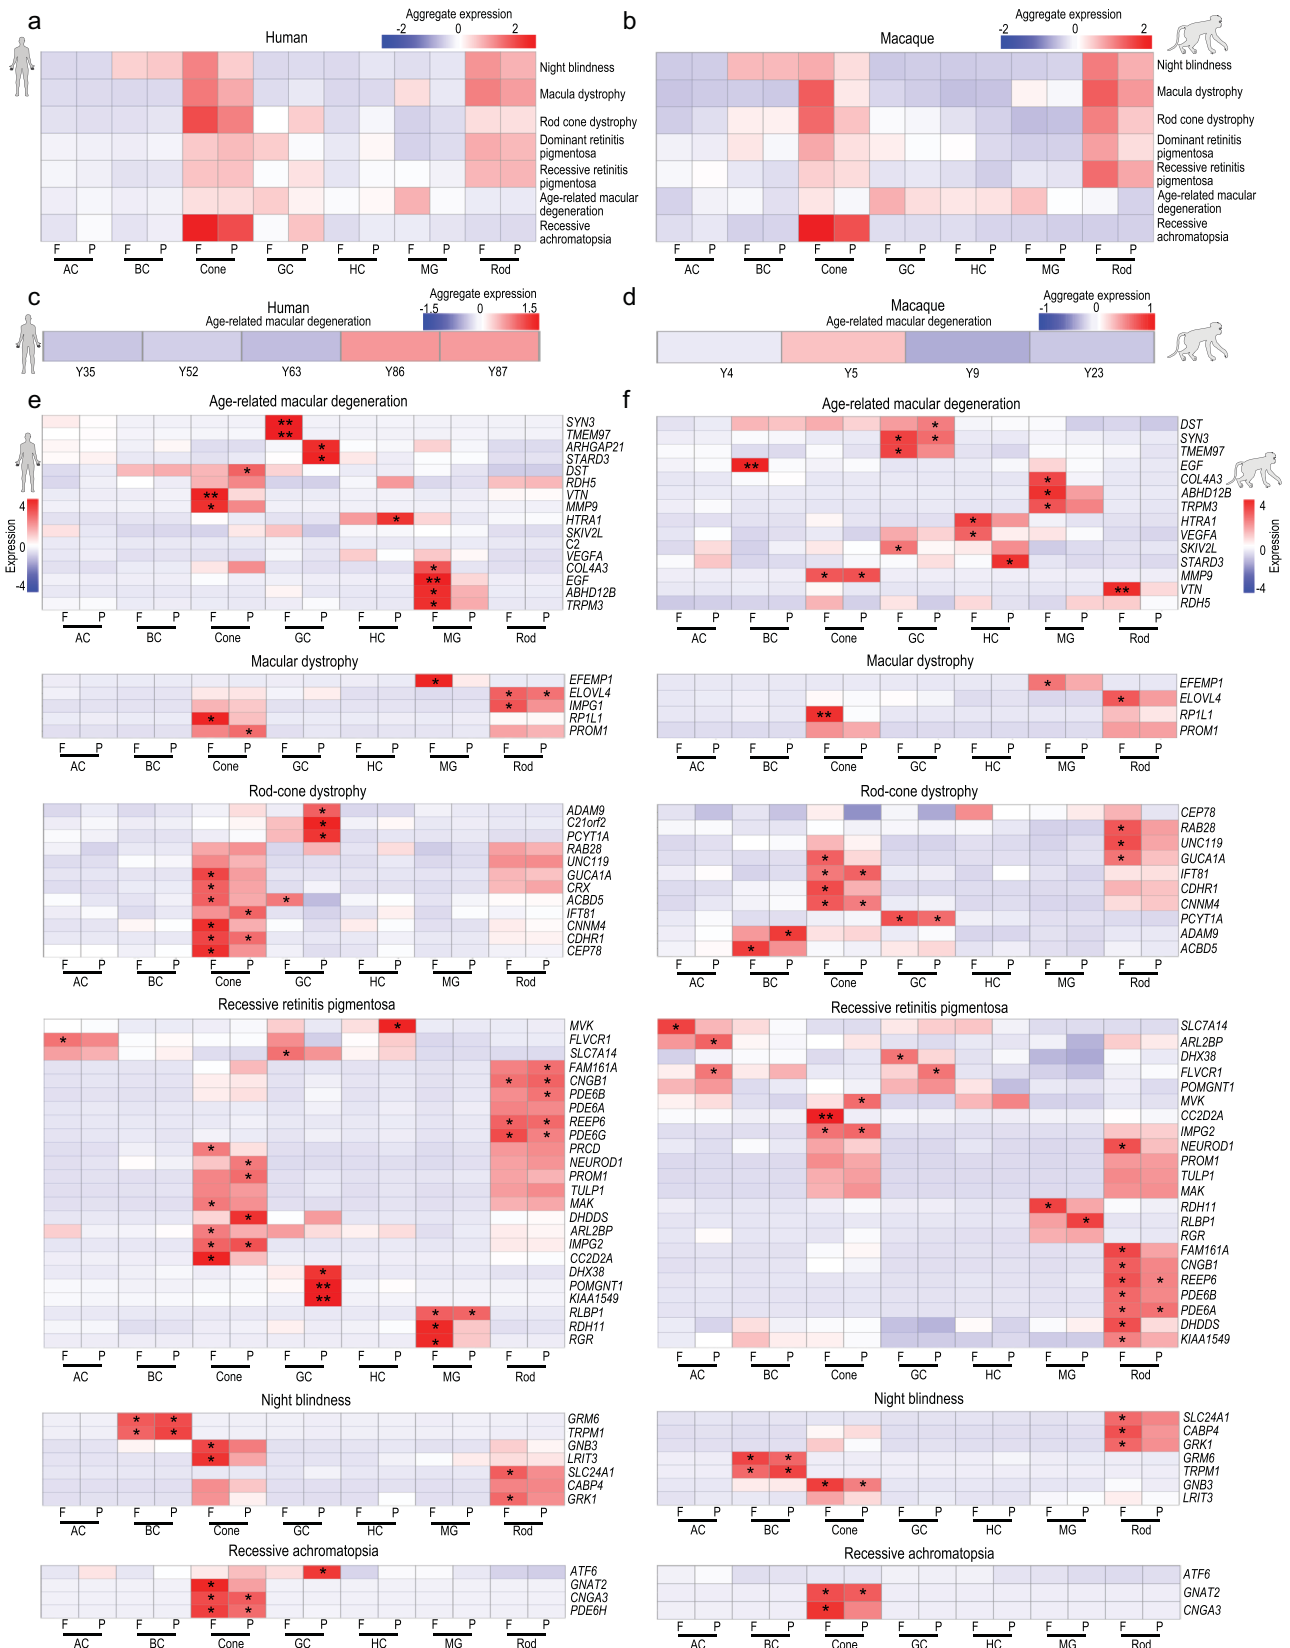 a
Human
Aggregate expression
-2 0 2
Night blindness
Macula dystrophy
Rod cone dystrophy
Dominant retinitis
pigmentosa
Recessive retinitis
pigmentosa
Age-related macular
degeneration
Recessive
achromatopsia
F P F P F P F P F P F P F P
AC BC Cone GC HC MG Rod
b
Macaque
Aggregate expression
-2 0 2
Night blindness
Macula dystrophy
Rod cone dystrophy
Dominant retinitis
pigmentosa
Recessive retinitis
pigmentosa
Age-related macular
degeneration
Recessive
achromatopsia
F P F P F P F P F P F P F P
AC BC Cone GC HC MG Rod
c
Human
Age-related macular degeneration
Aggregate expression
-1.5 0 1.5
Y35 Y52 Y63 Y86 Y87
d
Macaque
Age-related macular degeneration
Aggregate expression
-1 0 1
Y4 Y5 Y9 Y23
e
Age-related macular degeneration
4
0
-4
Expression
** SYN3
** TMEM97
* ARHGAP21
* STARD3
* DST
RDH5
** VTN
* MMP9
* HTRA1
SKIV2L
C2
VEGFA
* COL4A3
** EGF
* ABHD12B
* TRPM3
F P F P F P F P F P F P F P
AC BC Cone GC HC MG Rod
Macular dystrophy
* EFEMP1
* * ELOVL4
* IMPG1
* RP1L1
* PROM1
F P F P F P F P F P F P F P
AC BC Cone GC HC MG Rod
Rod-cone dystrophy
* ADAM9
* C21orf2
* PCYT1A
RAB28
UNC119
* GUCA1A
* CRX
* * ACBD5
* IFT81
* CNNM4
* * CDHR1
* CEP78
F P F P F P F P F P F P F P
AC BC Cone GC HC MG Rod
Recessive retinitis pigmentosa
* MVK
* FLVCR1
* SLC7A14
* FAM161A
* * CNGB1
* PDE6B
PDE6A
* * REEP6
* * PDE6G
* PRCD
* NEUROD1
* PROM1
TULP1
* MAK
* DHDDS
* ARL2BP
* * IMPG2
* CC2D2A
* DHX38
** POMGNT1
** KIAA1549
* * RLBP1
* RDH11
* RGR
F P F P F P F P F P F P F P
AC BC Cone GC HC MG Rod
Night blindness
* * GRM6
* * TRPM1
* GNB3
* LRIT3
* SLC24A1
CABP4
* GRK1
F P F P F P F P F P F P F P
AC BC Cone GC HC MG Rod
Recessive achromatopsia
* ATF6
* GNAT2
* * CNGA3
* * PDE6H
F P F P F P F P F P F P F P
AC BC Cone GC HC MG Rod
f
Age-related macular degeneration
4
0
-4
Expression
* DST
* * SYN3
* TMEM97
** EGF
* COL4A3
* ABHD12B
* TRPM3
* HTRA1
* VEGFA
* SKIV2L
* STARD3
* * MMP9
** VTN
RDH5
F P F P F P F P F P F P F P
AC BC Cone GC HC MG Rod
Macular dystrophy
* EFEMP1
* ELOVL4
** RP1L1
PROM1
F P F P F P F P F P F P F P
AC BC Cone GC HC MG Rod
Rod-cone dystrophy
CEP78
* RAB28
* UNC119
* * GUCA1A
* * IFT81
* CDHR1
* * CNNM4
* * PCYT1A
* ADAM9
* ACBD5
F P F P F P F P F P F P F P
AC BC Cone GC HC MG Rod
Recessive retinitis pigmentosa
* SLC7A14
* ARL2BP
* DHX38
* * FLVCR1
POMGNT1
* MVK
** CC2D2A
* * IMPG2
* NEUROD1
PROM1
TULP1
MAK
* RDH11
* RLBP1
RGR
* FAM161A
* CNGB1
* * REEP6
* PDE6B
* * PDE6A
* DHDDS
* KIAA1549
F P F P F P F P F P F P F P
AC BC Cone GC HC MG Rod
Night blindness
* SLC24A1
* CABP4
* GRK1
* * GRM6
* * TRPM1
* * GNB3
LRIT3
F P F P F P F P F P F P F P
AC BC Cone GC HC MG Rod
Recessive achromatopsia
ATF6
* * GNAT2
* CNGA3
F P F P F P F P F P F P F P
AC BC Cone GC HC MG Rod